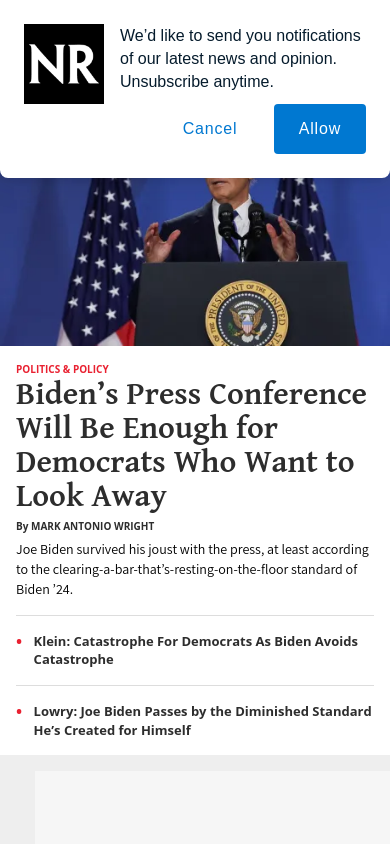 NR
We’d like to send you notifications
of our latest news and opinion.
Unsubscribe anytime.
Cancel
Allow
POLITICS & POLICY
Biden’s Press Conference
Will Be Enough for
Democrats Who Want to
Look Away
By MARK ANTONIO WRIGHT
Joe Biden survived his joust with the press, at least according
to the clearing-a-bar-that’s-resting-on-the-floor standard of
Biden ’24.
• Klein: Catastrophe For Democrats As Biden Avoids
Catastrophe
• Lowry: Joe Biden Passes by the Diminished Standard
He’s Created for Himself